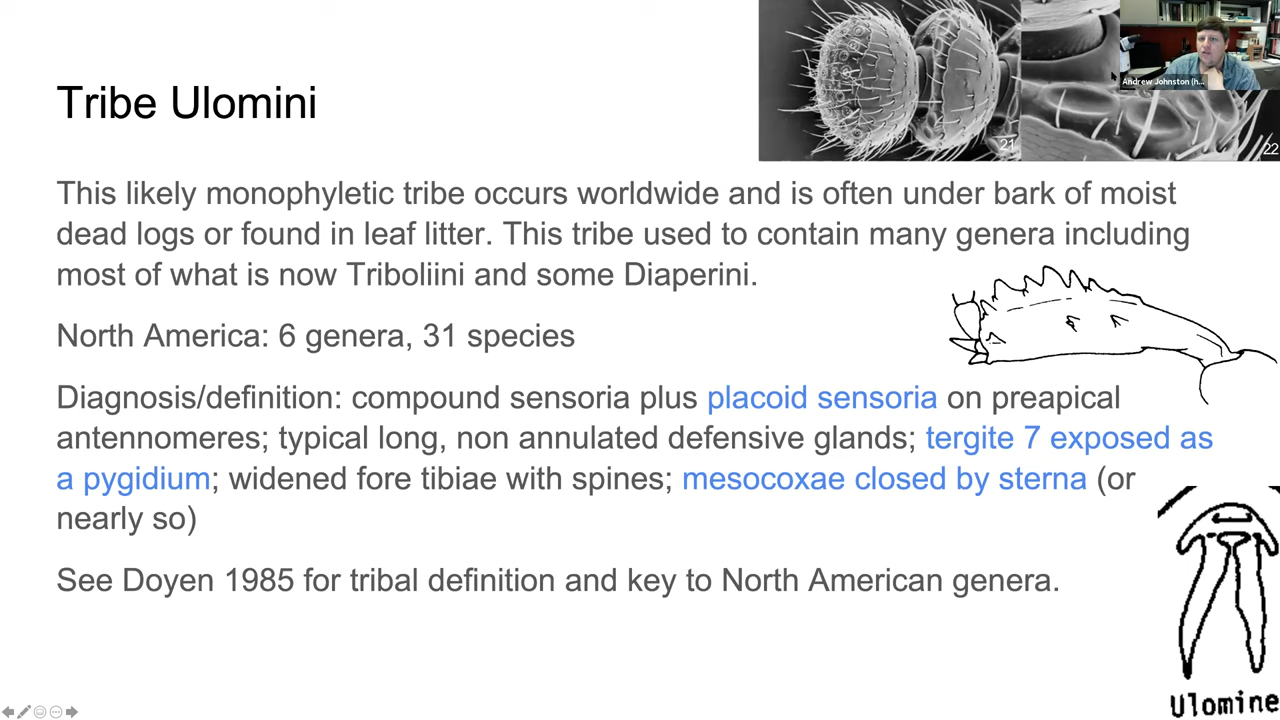 Andrew Johnston (h...
21
22
Tribe Ulomini
This likely monophyletic tribe occurs worldwide and is often under bark of moist
dead logs or found in leaf litter. This tribe used to contain many genera including
most of what is now Triboliini and some Diaperini.
North America: 6 genera, 31 species
Diagnosis/definition: compound sensoria plus placoid sensoria on preapical
antennomeres; typical long, non annulated defensive glands; tergite 7 exposed as
a pygidium; widened fore tibiae with spines; mesocoxae closed by sterna (or
nearly so)
See Doyen 1985 for tribal definition and key to North American genera.
Ulomine